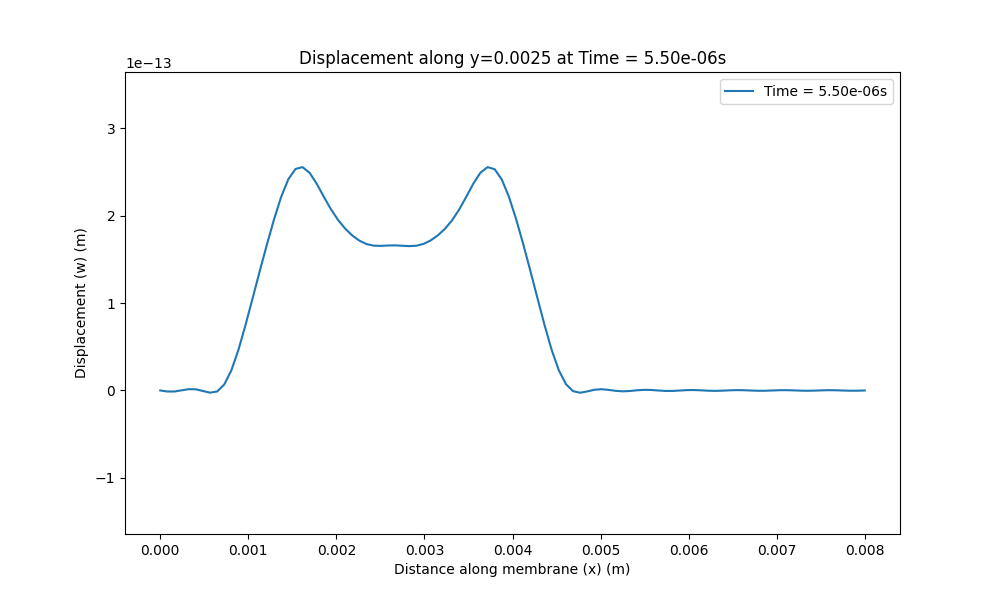 Displacement along y=0.0025 at Time = 5.50e-06s
1e−13
Time = 5.50e-06s
3
2
1
0
−1
Displacement (w) (m)
0.000 0.001 0.002 0.003 0.004 0.005 0.006 0.007 0.008
Distance along membrane (x) (m)